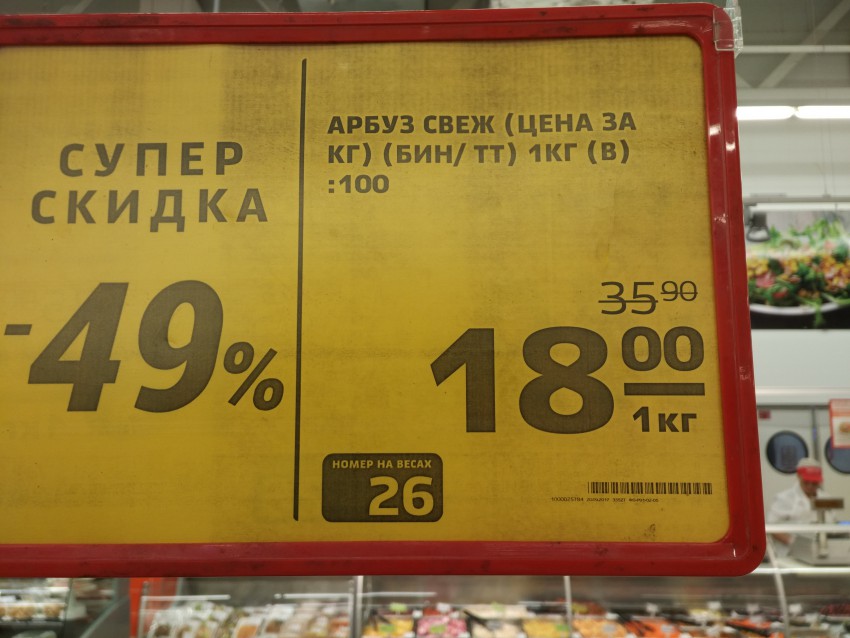 СУПЕР
СКИДКА
-49%
АРБУЗ СВЕЖ (ЦЕНА ЗА
КГ) (БИН/ ТТ) 1КГ (В)
:100
35 90
18 00
1 кг
НОМЕР НА ВЕСАХ
26